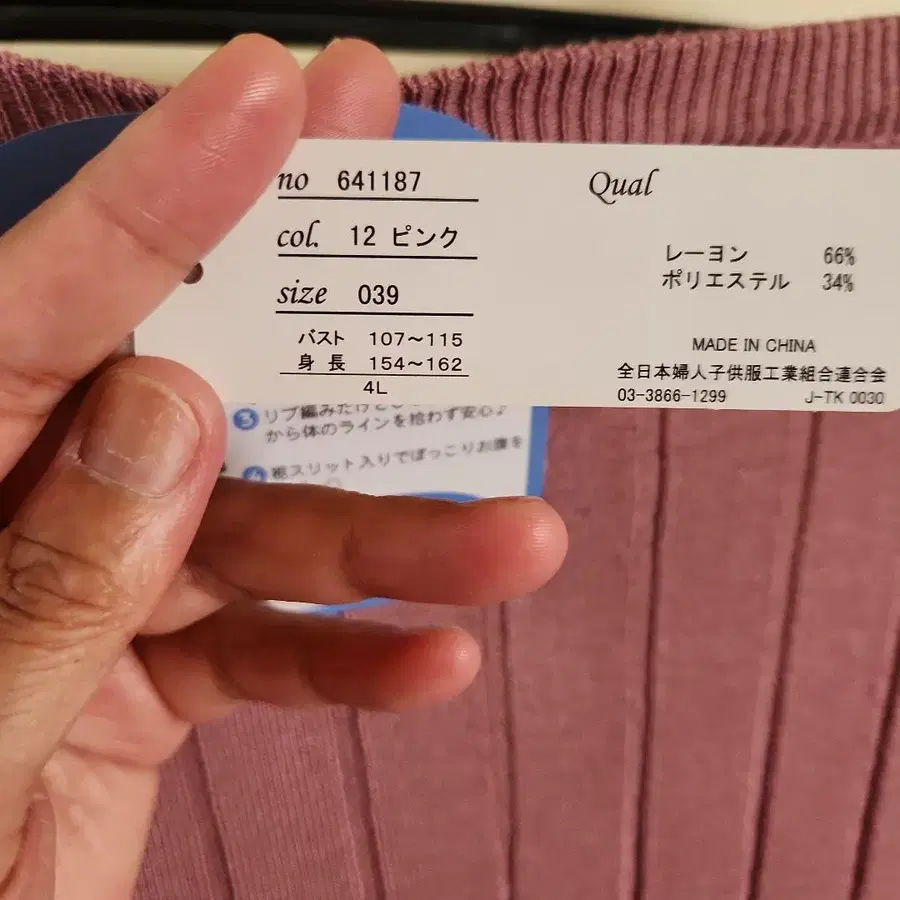 no 641187
col. 12 ピンク
size 039
バスト 107～115
身長 154～162
4L
Qual
レーヨン 66%
ポリエステル 34%
MADE IN CHINA
全日本婦人子供服工業組合連合会
03-3866-1299 J-TK 0030
3 リブ編みだけど
から体のラインを拾わず安心♪
4 裾スリット入りでぽっこりお腹を